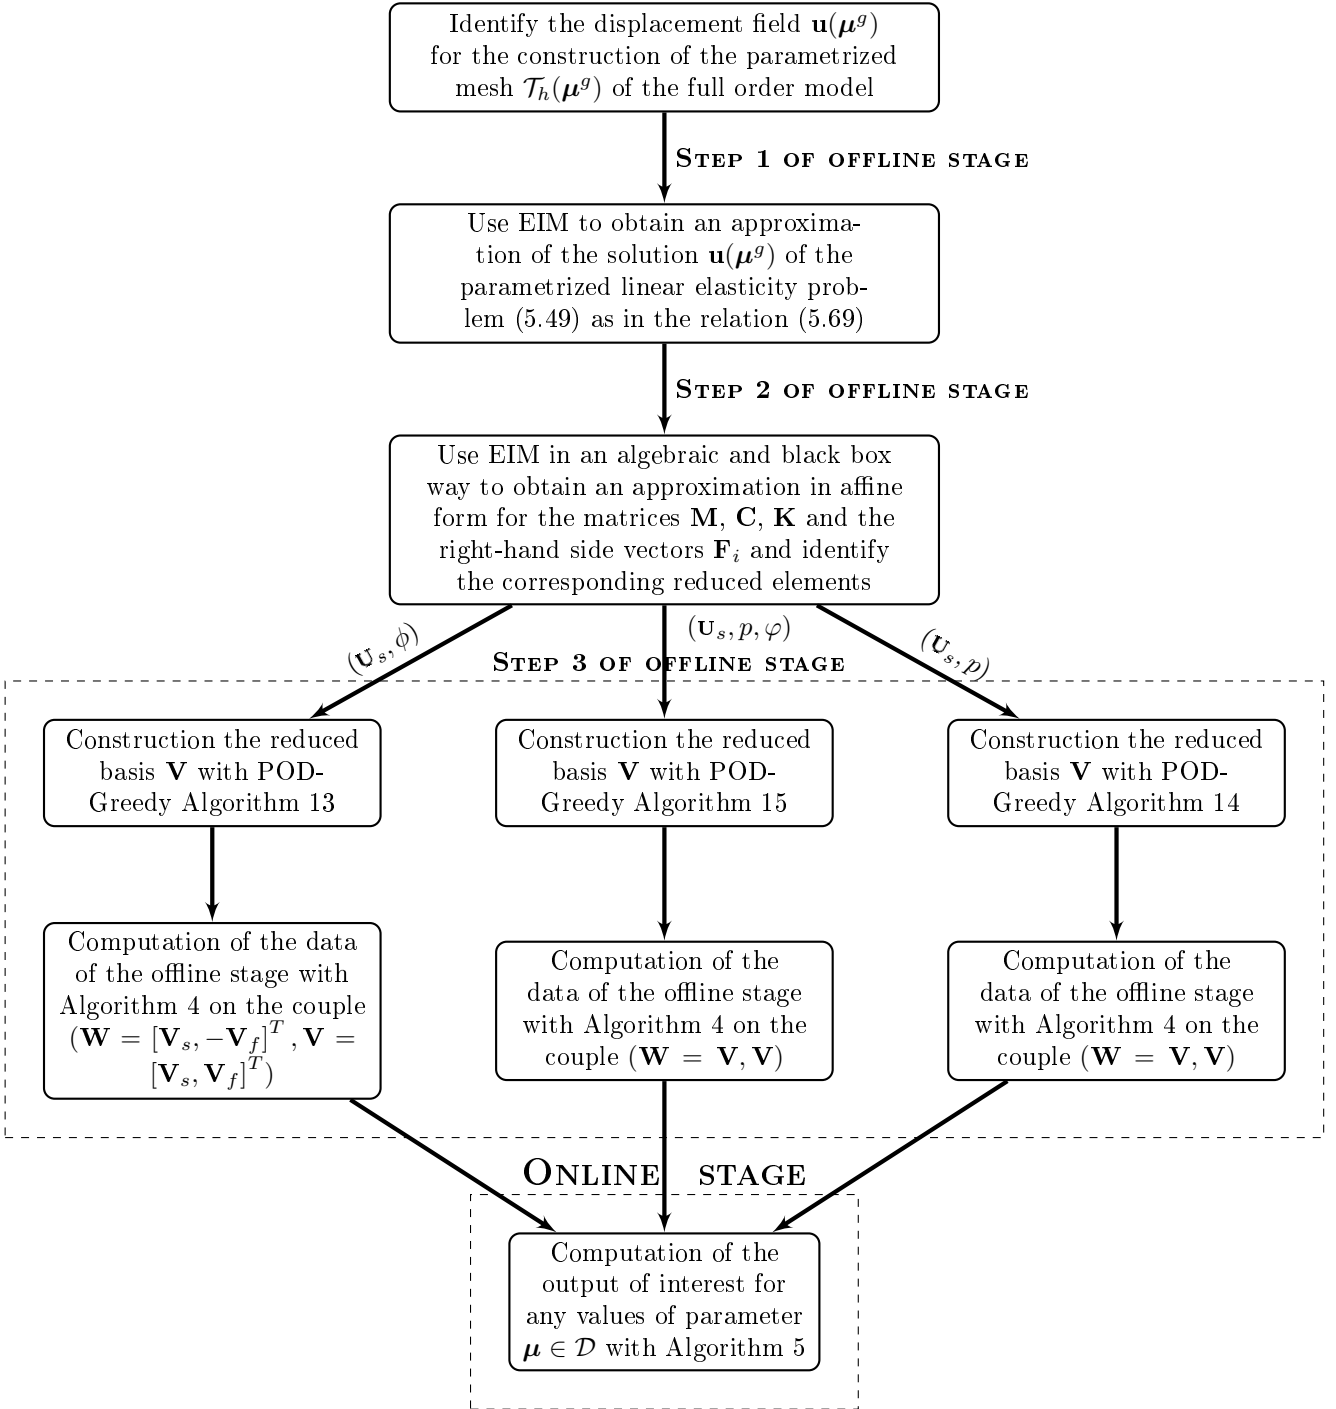 Identify the displacement field u(μ^g)
for the construction of the parametrized
mesh 𝒯_h(μ^g) of the full order model
Step 1 of offline stage
Use EIM to obtain an approxima-
tion of the solution u(μ^g) of the
parametrized linear elasticity prob-
lem (5.49) as in the relation (5.69)
Step 2 of offline stage
Use EIM in an algebraic and black box
way to obtain an approximation in affine
form for the matrices M, C, K and the
right-hand side vectors F_i and identify
the corresponding reduced elements
(U_s, ϕ)
(U_s, p, φ)
(U_s, p)
Step 3 of offline stage
Construction the reduced
basis V with POD-
Greedy Algorithm 13
Construction the reduced
basis V with POD-
Greedy Algorithm 15
Construction the reduced
basis V with POD-
Greedy Algorithm 14
Computation of the data
of the offline stage with
Algorithm 4 on the couple
(W = [V_s, −V_f]^T, V =
[V_s, V_f]^T)
Computation of the
data of the offline stage
with Algorithm 4 on the
couple (W = V, V)
Computation of the
data of the offline stage
with Algorithm 4 on the
couple (W = V, V)
Online stage
Computation of the
output of interest for
any values of parameter
μ ∈ 𝒟 with Algorithm 5